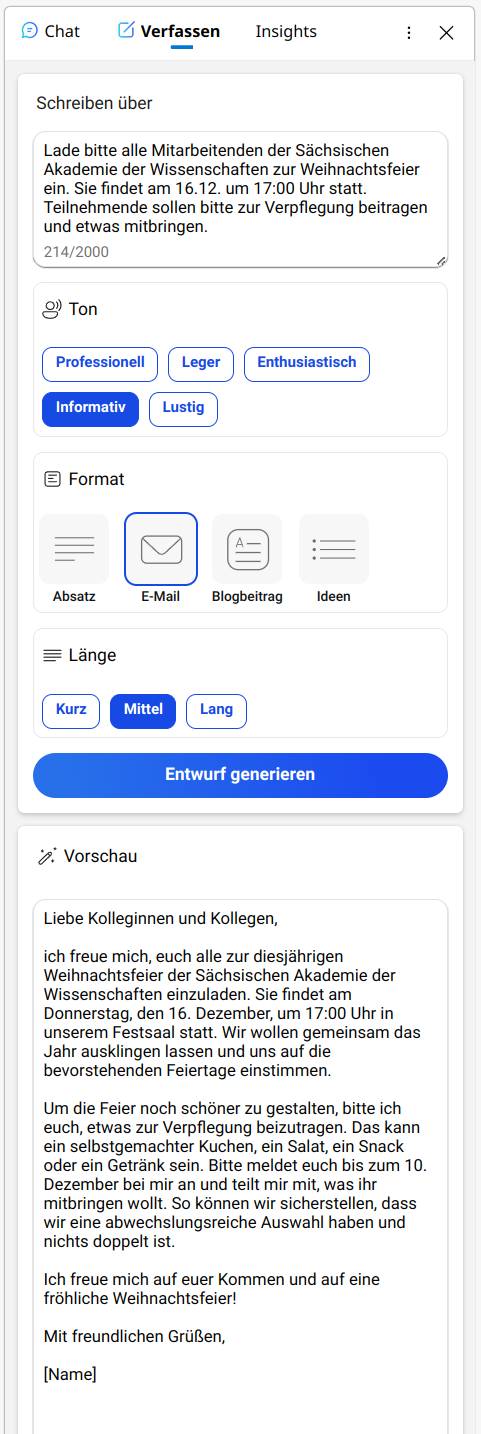 Chat Verfassen Insights
Schreiben über
Lade bitte alle Mitarbeitenden der Sächsischen
Akademie der Wissenschaften zur Weihnachtsfeier
ein. Sie findet am 16.12. um 17:00 Uhr statt.
Teilnehmende sollen bitte zur Verpflegung beitragen
und etwas mitbringen.
214/2000
Ton
Professionell Leger Enthusiastisch
Informativ Lustig
Format
Absatz E-Mail Blogbeitrag Ideen
Länge
Kurz Mittel Lang
Entwurf generieren
Vorschau
Liebe Kolleginnen und Kollegen,
ich freue mich, euch alle zur diesjährigen
Weihnachtsfeier der Sächsischen Akademie der
Wissenschaften einzuladen. Sie findet am
Donnerstag, den 16. Dezember, um 17:00 Uhr in
unserem Festsaal statt. Wir wollen gemeinsam das
Jahr ausklingen lassen und uns auf die
bevorstehenden Feiertage einstimmen.
Um die Feier noch schöner zu gestalten, bitte ich
euch, etwas zur Verpflegung beizutragen. Das kann
ein selbstgemachter Kuchen, ein Salat, ein Snack
oder ein Getränk sein. Bitte meldet euch bis zum 10.
Dezember bei mir an und teilt mir mit, was ihr
mitbringen wollt. So können wir sicherstellen, dass
wir eine abwechslungsreiche Auswahl haben und
nichts doppelt ist.
Ich freue mich auf euer Kommen und auf eine
fröhliche Weihnachtsfeier!
Mit freundlichen Grüßen,
[Name]